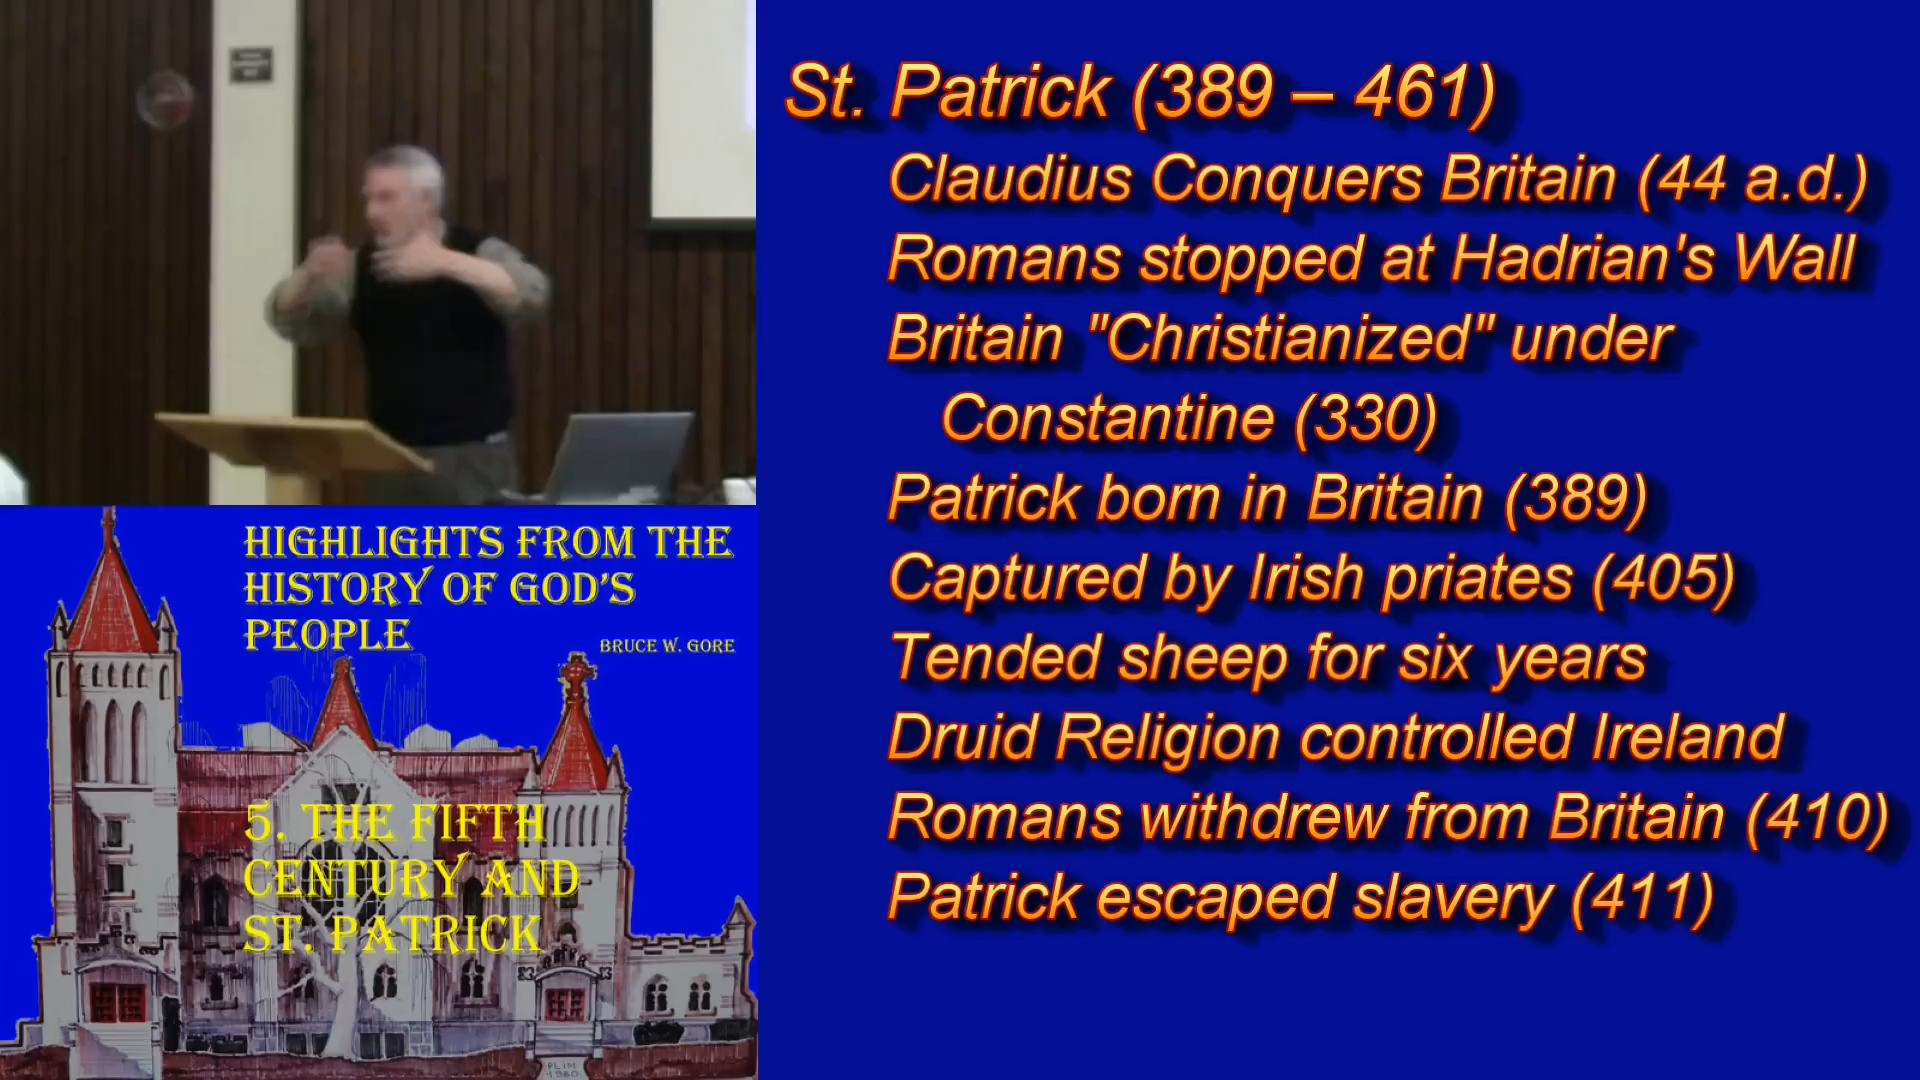 St. Patrick (389 – 461)
Claudius Conquers Britain (44 a.d.)
Romans stopped at Hadrian's Wall
Britain "Christianized" under
Constantine (330)
Patrick born in Britain (389)
Captured by Irish priates (405)
Tended sheep for six years
Druid Religion controlled Ireland
Romans withdrew from Britain (410)
Patrick escaped slavery (411)
HIGHLIGHTS FROM THE
HISTORY OF GOD'S
PEOPLE
BRUCE W. GORE
5. THE FIFTH
CENTURY AND
ST. PATRICK